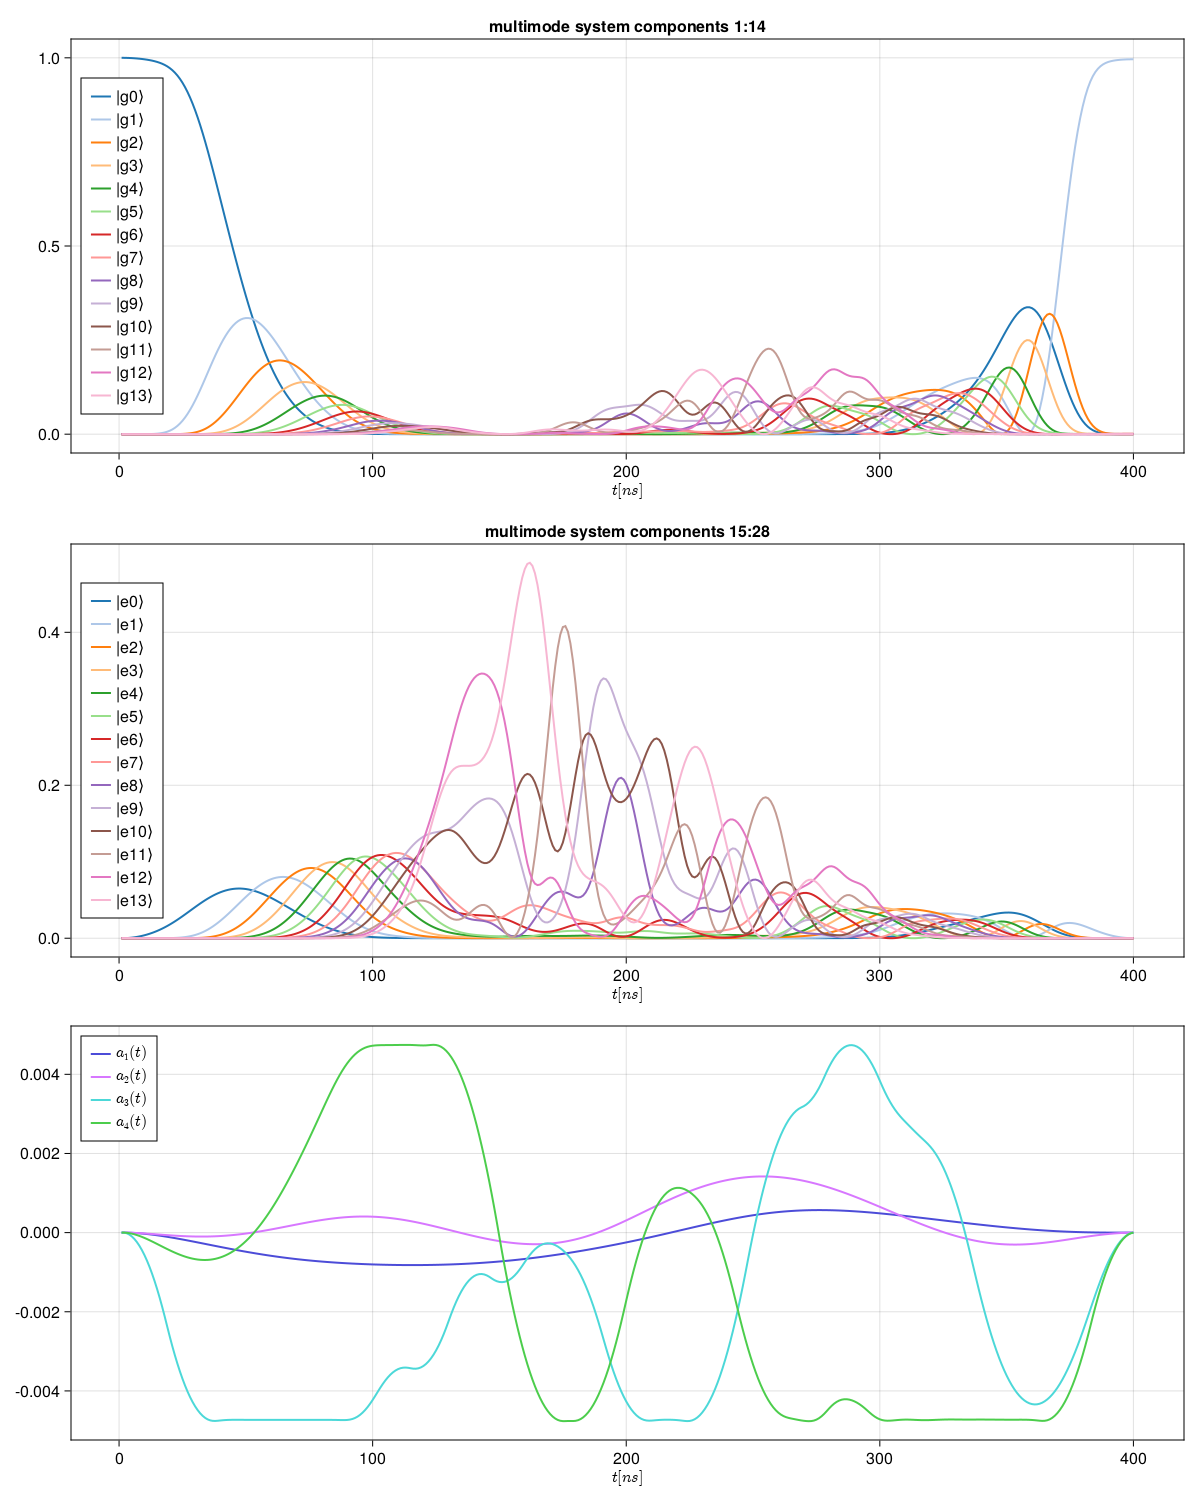 multimode system components 1:14
1.0
0.5
0.0
|g0⟩
|g1⟩
|g2⟩
|g3⟩
|g4⟩
|g5⟩
|g6⟩
|g7⟩
|g8⟩
|g9⟩
|g10⟩
|g11⟩
|g12⟩
|g13⟩
0 100 200 300 400
t[ns]
multimode system components 15:28
0.4
0.2
0.0
|e0⟩
|e1⟩
|e2⟩
|e3⟩
|e4⟩
|e5⟩
|e6⟩
|e7⟩
|e8⟩
|e9⟩
|e10⟩
|e11⟩
|e12⟩
|e13⟩
0 100 200 300 400
t[ns]
0.004
0.002
0.000
-0.002
-0.004
a₁(t)
a₂(t)
a₃(t)
a₄(t)
0 100 200 300 400
t[ns]